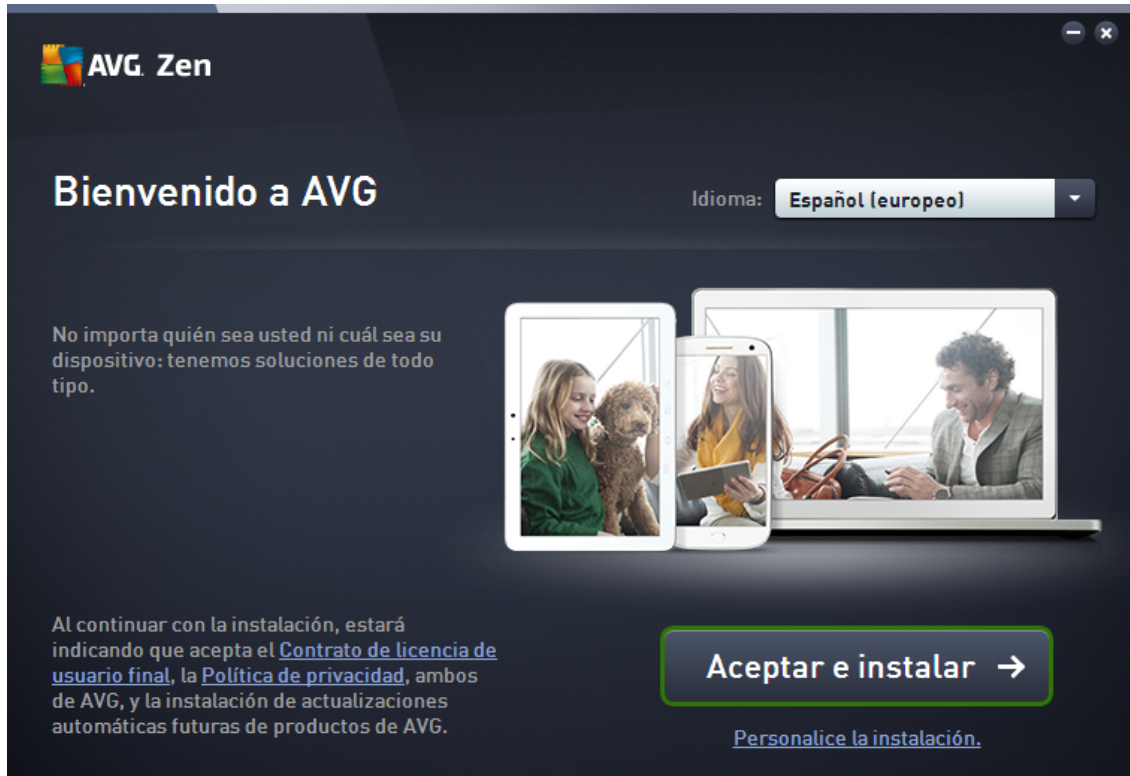 AVG. Zen
Bienvenido a AVG
Idioma: Español (europeo)
No importa quién sea usted ni cuál sea su
dispositivo: tenemos soluciones de todo
tipo.
Al continuar con la instalación, estará
indicando que acepta el Contrato de licencia de
usuario final, la Política de privacidad, ambos
de AVG, y la instalación de actualizaciones
automáticas futuras de productos de AVG.
Aceptar e instalar →
Personalice la instalación.